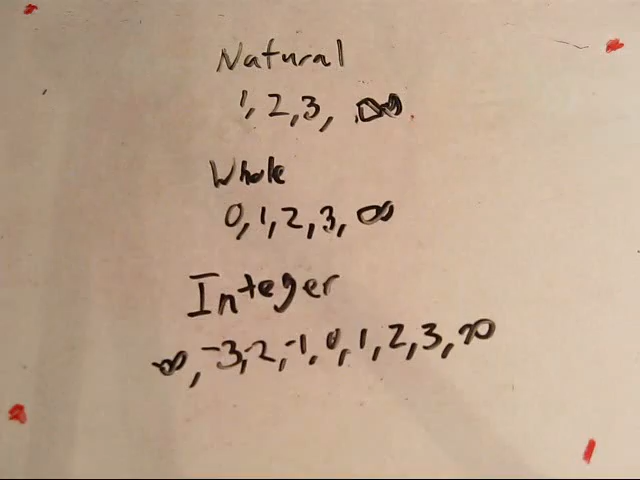 Natural
1, 2, 3, ∞
Whole
0, 1, 2, 3, ∞
Integer
-∞, -3, -2, -1, 0, 1, 2, 3, ∞